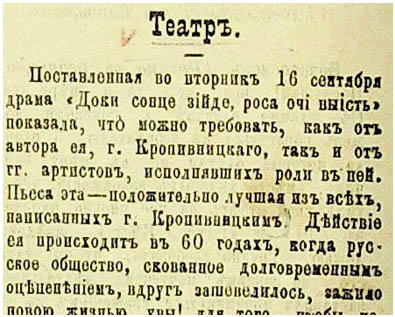 Театръ.
Поставленная во вторникъ 16 сентября
драма «Доки сонце зійде, роса очі выість»
показала, что̀ можно требовать, какъ отъ
автора ея, г. Кропивницкаго, такъ и отъ
гг. артистовъ, исполнявшихъ роли въ ней.
Пьеса эта—положительно лучшая изъ всѣхъ,
написанныхъ г. Кропивницкимъ. Дѣйствіе
ея происходитъ въ 60 годахъ, когда рус-
ское общество, скованное долговременнымъ
оцѣпенѣніемъ, вдругъ зашевелилось, зажило
новою жизнью, увы! для того, чтобы